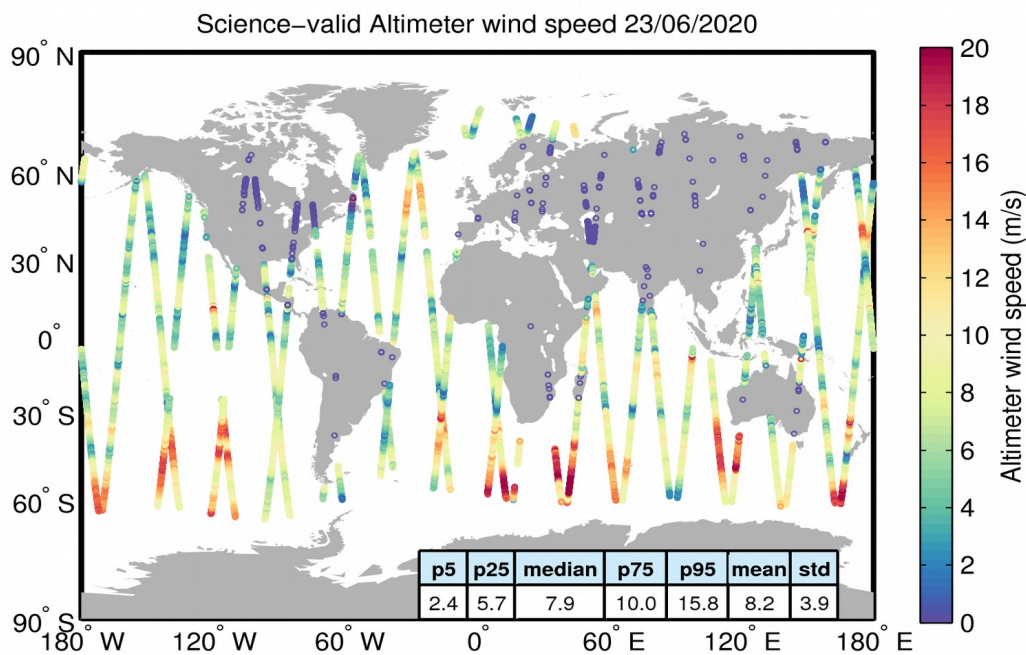 Science−valid Altimeter wind speed 23/06/2020
90° N
60° N
30° N
0°
30° S
60° S
90° S
180° W
120° W
60° W
0°
60° E
120° E
180° E
p5 p25 median p75 p95 mean std
2.4 5.7 7.9 10.0 15.8 8.2 3.9
20
18
16
14
12
10
8
6
4
2
0
Altimeter wind speed (m/s)